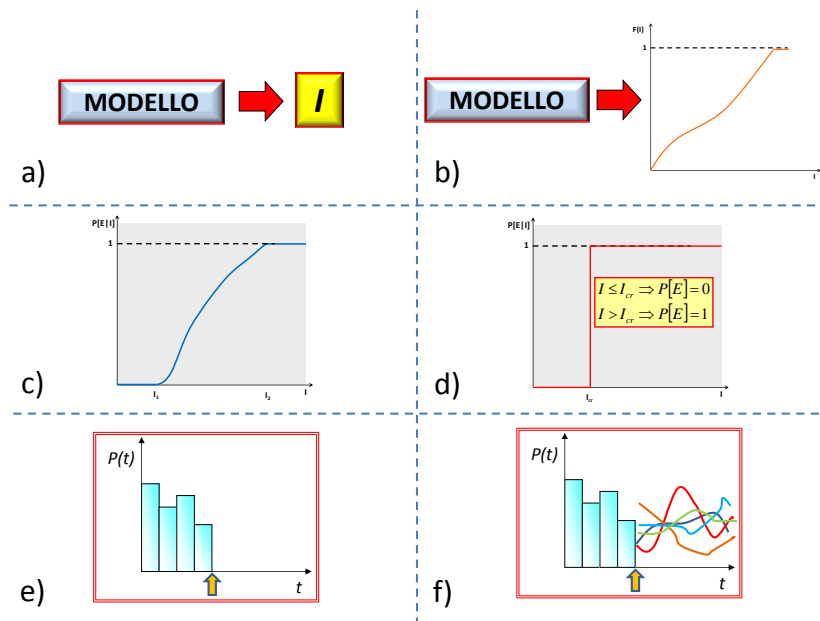 MODELLO
I
a)
F(I)
1
MODELLO
I
b)
P[E|I]
1
I₁
I₂
I
c)
P[E|I]
1
I ≤ I_cr ⇒ P[E]=0
I > I_cr ⇒ P[E]=1
I_cr
I
d)
P(t)
t
e)
P(t)
t
f)